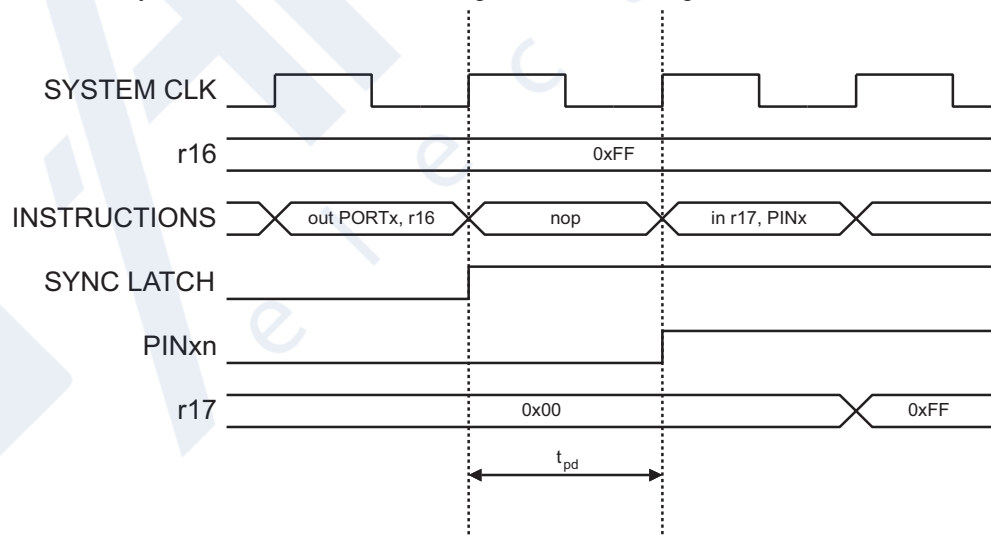 SYSTEM CLK
r16
0xFF
INSTRUCTIONS
out PORTx, r16
nop
in r17, PINx
SYNC LATCH
PINxn
r17
0x00
0xFF
tpd